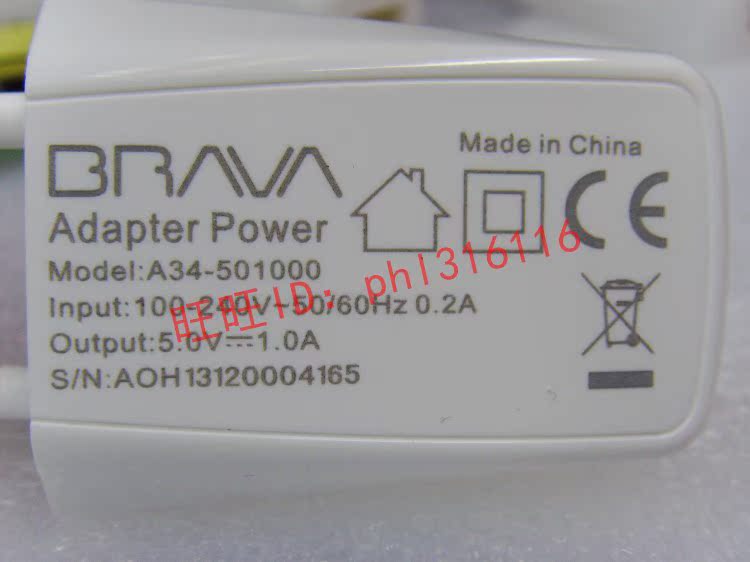 BRAVA
Made in China
Adapter Power
CE
Model:A34-501000
Input:100-240V~50/60Hz 0.2A
Output:5.0V⎓1.0A
S/N:AOH13120004165
旺旺ID: phl316116